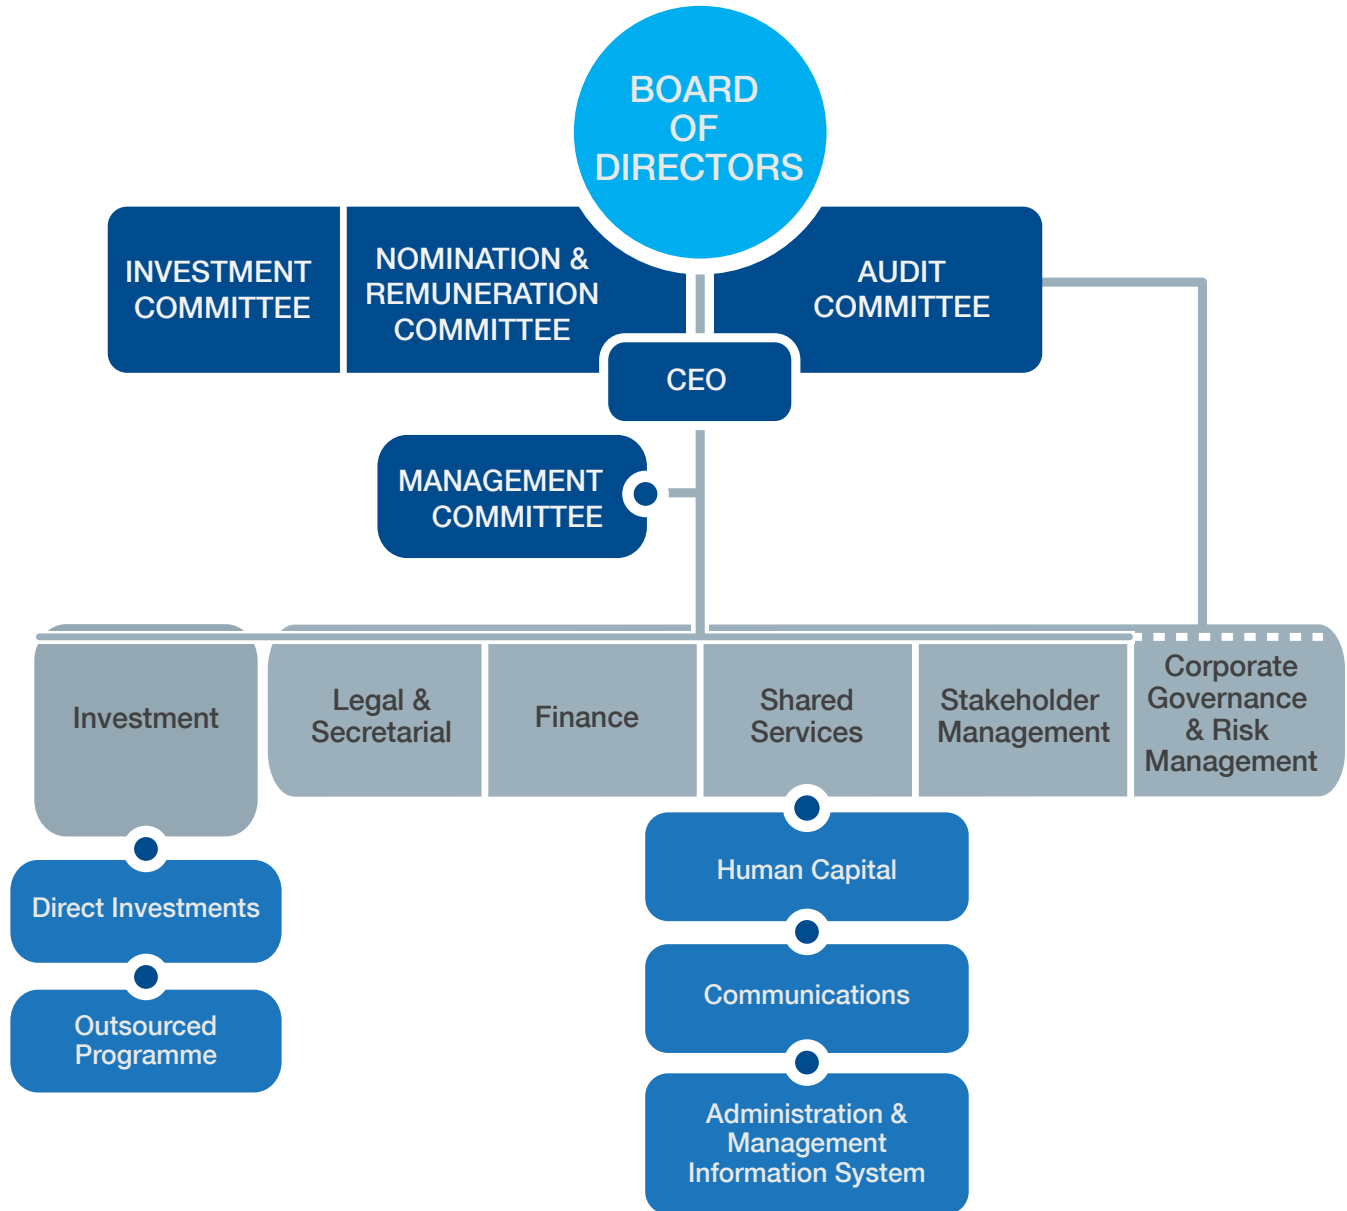 BOARD
OF
DIRECTORS
INVESTMENT
COMMITTEE
NOMINATION &
REMUNERATION
COMMITTEE
AUDIT
COMMITTEE
CEO
MANAGEMENT
COMMITTEE
Investment
Legal &
Secretarial
Finance
Shared
Services
Stakeholder
Management
Corporate
Governance
& Risk
Management
Direct Investments
Outsourced
Programme
Human Capital
Communications
Administration &
Management
Information System